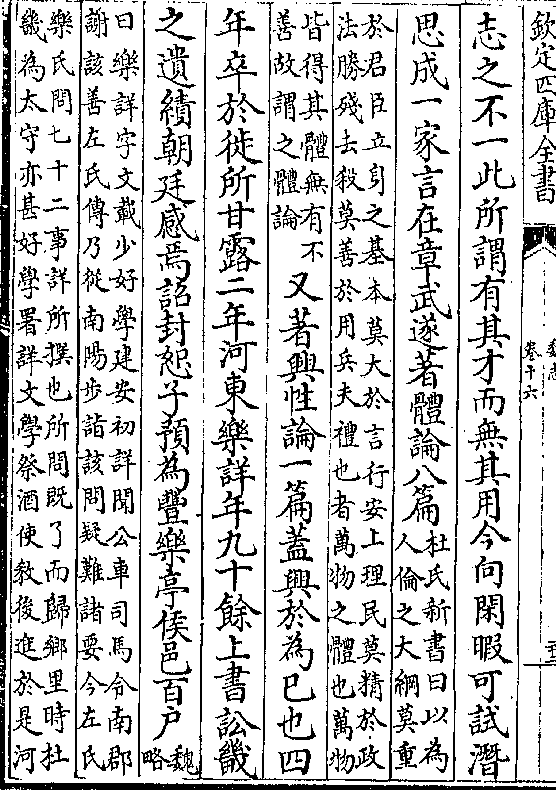 欽定四庫全書
魏志
卷十六
志之不一此所謂有其才而無其用今向閑暇可試潛
思成一家言在章武遂著體論八篇
杜氏新書曰以為
人倫之大綱莫重
於君臣立身之基本莫大於言行安上理民莫精於政
法勝殘去殺莫善於用兵夫禮也者萬物之體也萬物
皆得其體無有不
善故謂之體論
又著興性論一篇蓋興於為已也四
年卒於徙所甘露二年河東樂詳年九十餘上書訟畿
之遺績朝廷感焉詔封恕子預為豐樂亭侯邑百户
魏
略
曰樂詳字文載少好學建安初詳聞公車司馬令南郡
謝該善左氏傳乃從南陽步詣該問疑難諸要今左氏
樂氏問七十二事詳所撰也所問既了而歸鄉里時杜
畿為太守亦甚好學署詳文學祭酒使教後進於是河